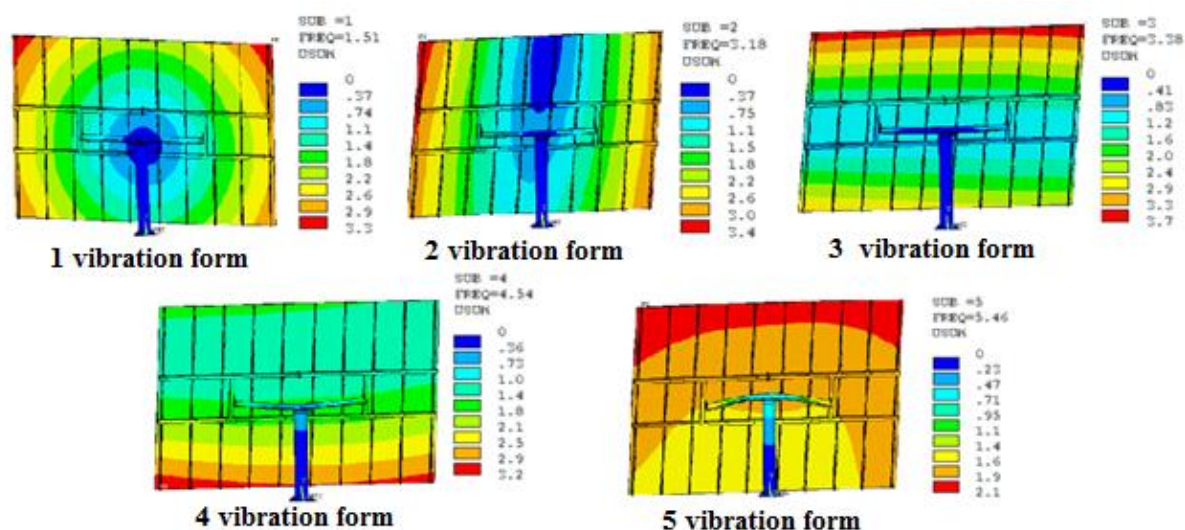 SUB =1
FREQ=1.51
USUM
0
.37
.74
1.1
1.4
1.8
2.2
2.6
2.9
3.3
1 vibration form
SUB =2
FREQ=3.18
USUM
0
.37
.75
1.1
1.5
1.8
2.2
2.6
3.0
3.4
2 vibration form
SUB =3
FREQ=3.38
USUM
0
.41
.83
1.2
1.6
2.0
2.4
2.9
3.3
3.7
3 vibration form
SUB =4
FREQ=4.54
USUM
0
.36
.73
1.0
1.4
1.8
2.1
2.5
2.9
3.2
4 vibration form
SUB =5
FREQ=5.46
USUM
0
.23
.47
.71
.95
1.1
1.4
1.6
1.9
2.1
5 vibration form